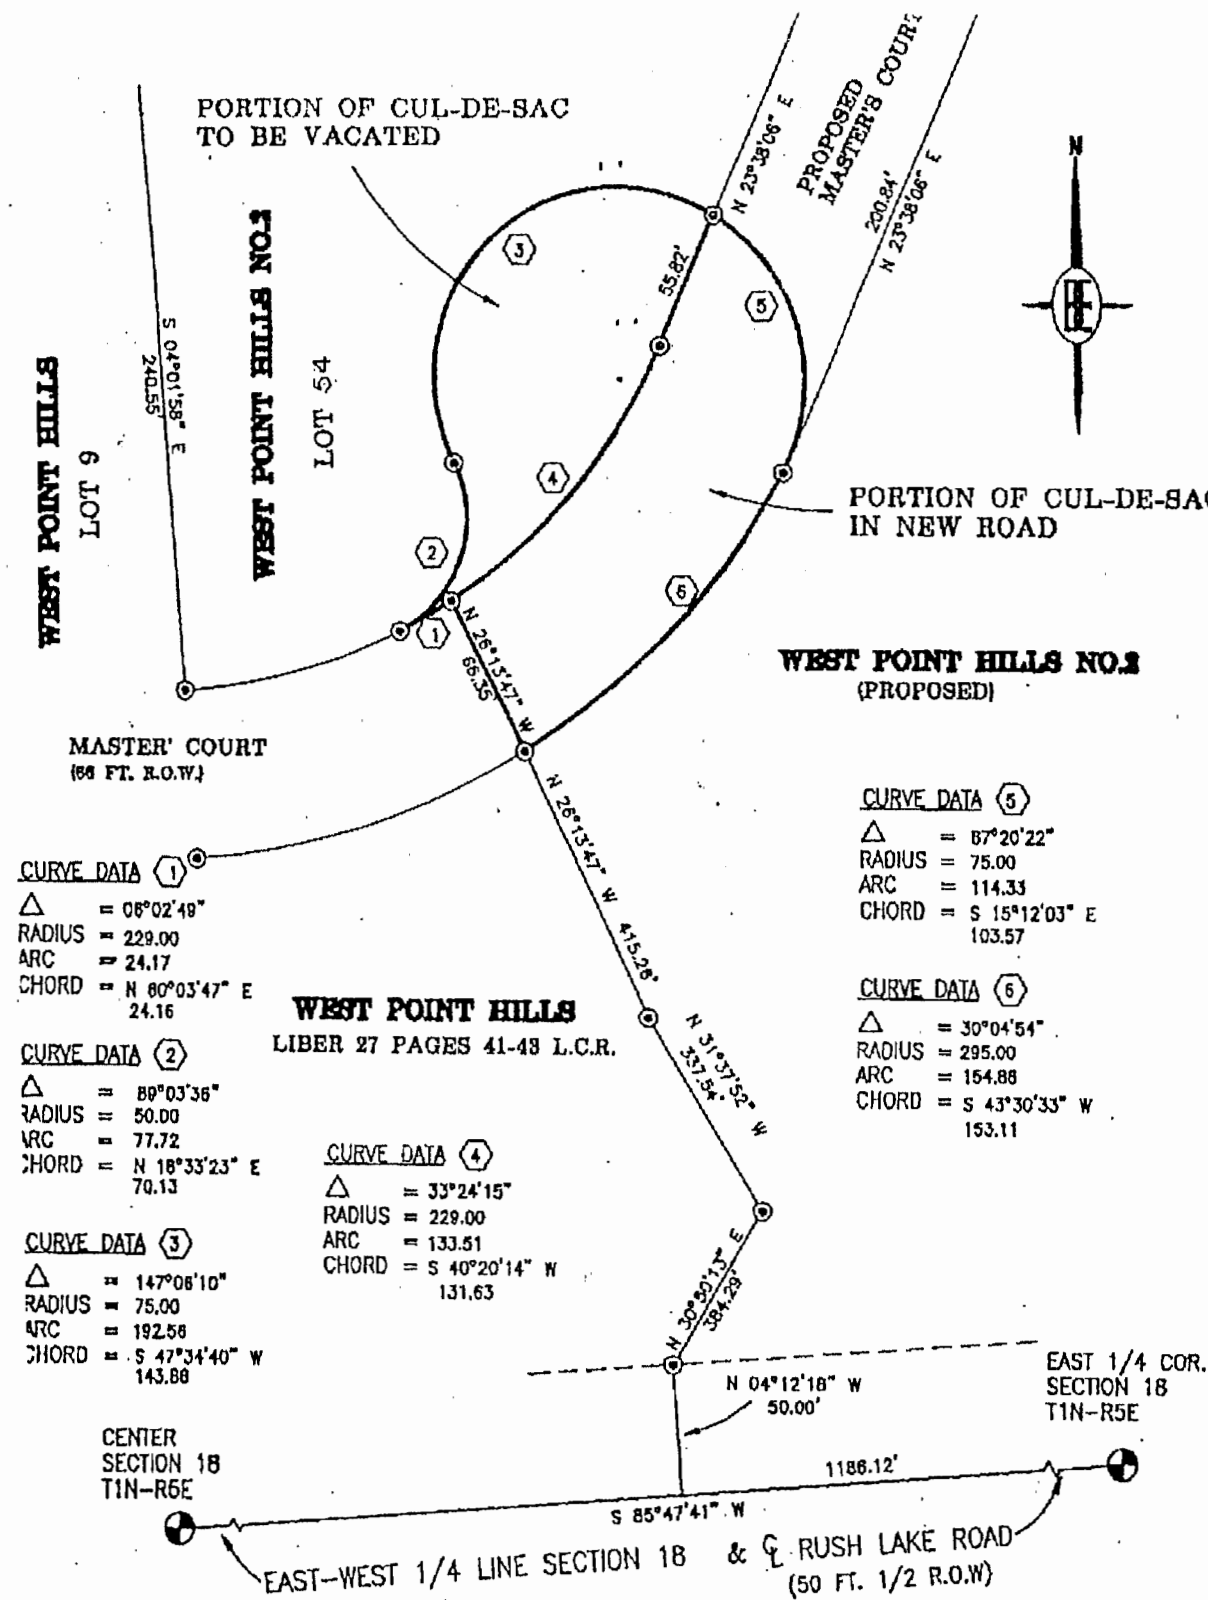 PORTION OF CUL-DE-SAC
TO BE VACATED
N 23°38'06" E
PROPOSED
MASTER'S COURT
200.84'
N 23°38'06" E
N
WEST POINT HILLS NO.2
LOT 54
S 04°01'58" E
240.55'
WEST POINT HILLS
LOT 9
3
55.82'
5
4
2
1
6
PORTION OF CUL-DE-SAC
IN NEW ROAD
N 26°13'47" W
66.35'
WEST POINT HILLS NO.2
(PROPOSED)
MASTER' COURT
(66 FT. R.O.W.)
N 26°13'47" W 415.28'
CURVE DATA 1
△ = 06°02'49"
RADIUS = 229.00
ARC = 24.17
CHORD = N 60°03'47" E
24.16
CURVE DATA 2
△ = 89°03'36"
RADIUS = 50.00
ARC = 77.72
CHORD = N 18°33'23" E
70.13
CURVE DATA 3
△ = 147°06'10"
RADIUS = 75.00
ARC = 192.56
CHORD = S 47°34'40" W
143.86
WEST POINT HILLS
LIBER 27 PAGES 41-43 L.C.R.
CURVE DATA 4
△ = 33°24'15"
RADIUS = 229.00
ARC = 133.51
CHORD = S 40°20'14" W
131.63
CURVE DATA 5
△ = 87°20'22"
RADIUS = 75.00
ARC = 114.33
CHORD = S 15°12'03" E
103.57
CURVE DATA 6
△ = 30°04'54"
RADIUS = 295.00
ARC = 154.88
CHORD = S 43°30'33" W
153.11
N 31°37'52" W
337.54'
N 30°50'13" E
384.29'
N 04°12'18" W
50.00'
EAST 1/4 COR.
SECTION 18
T1N-R5E
CENTER
SECTION 18
T1N-R5E
1186.12'
S 85°47'41" W
EAST-WEST 1/4 LINE SECTION 18 & ℄ RUSH LAKE ROAD
(50 FT. 1/2 R.O.W)